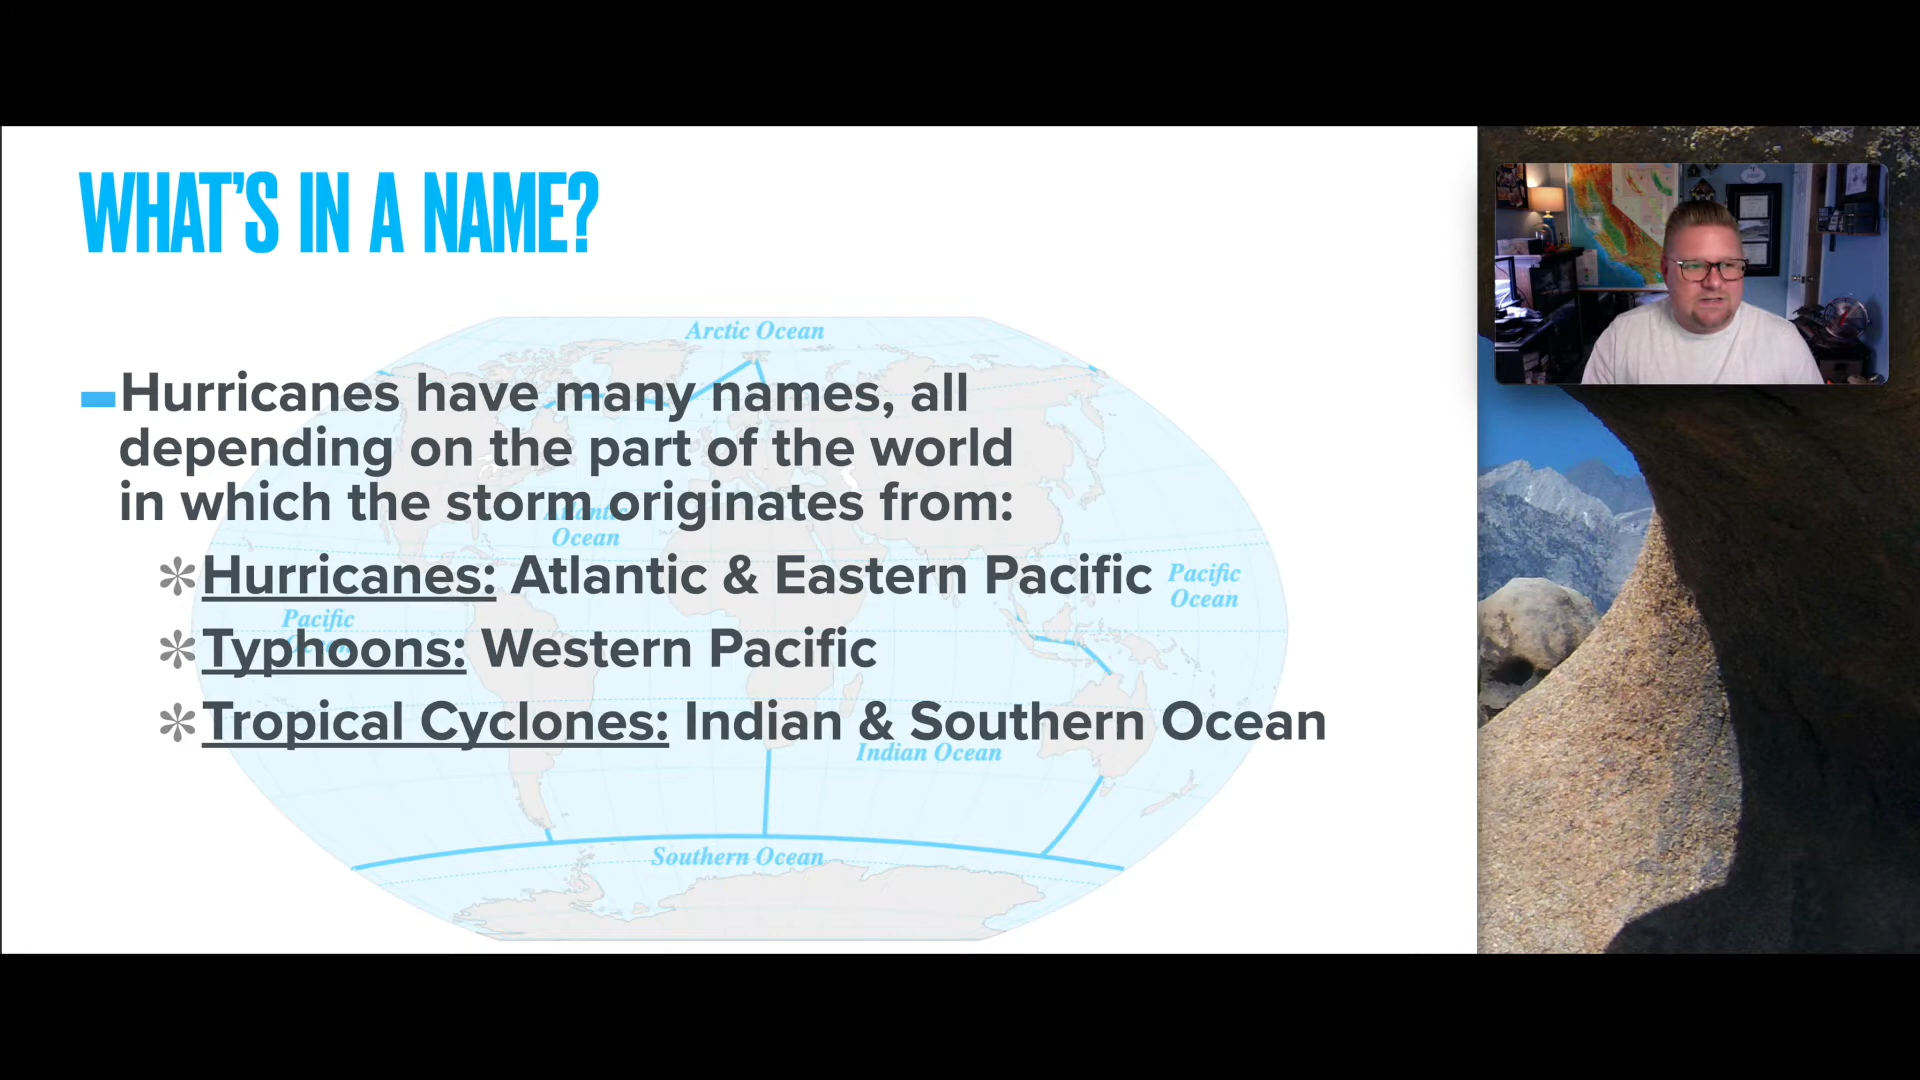 WHAT'S IN A NAME?
Arctic Ocean
Hurricanes have many names, all
depending on the part of the world
in which the storm originates from:
Atlantic
Ocean
Hurricanes: Atlantic & Eastern Pacific
Pacific
Ocean
Pacific
Typhoons: Western Pacific
Tropical Cyclones: Indian & Southern Ocean
Indian Ocean
Southern Ocean